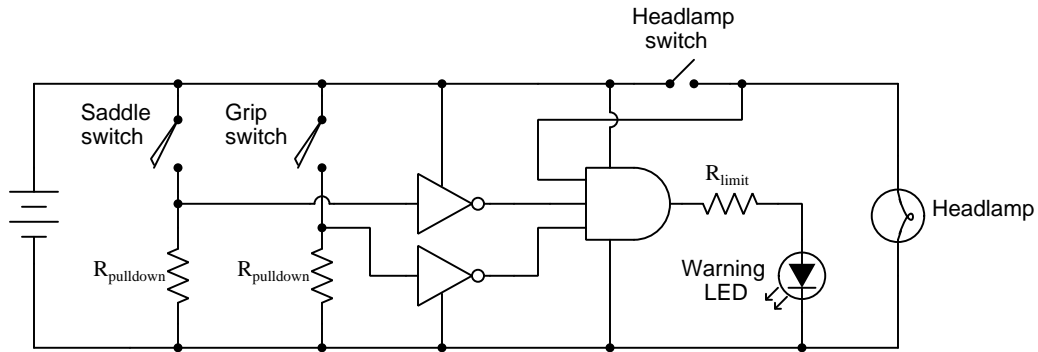 Headlamp
switch
Saddle
switch
Grip
switch
Rlimit
Headlamp
Rpulldown
Rpulldown
Warning
LED